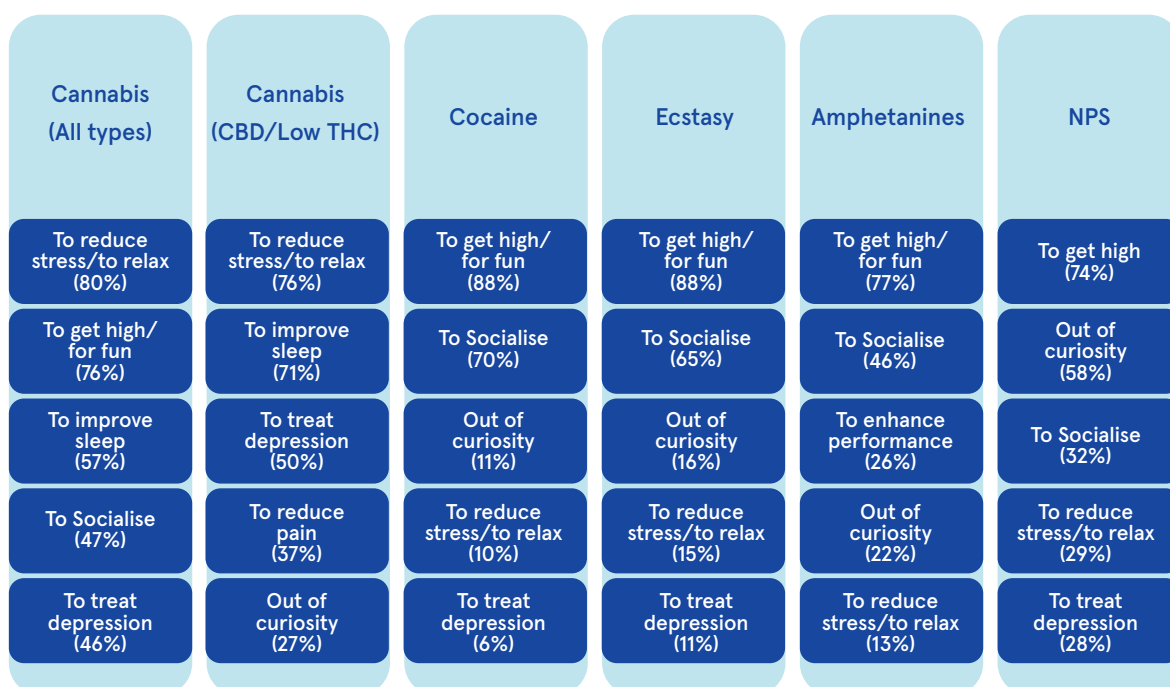 Cannabis
(All types)
To reduce
stress/to relax
(80%)
To get high/
for fun
(76%)
To improve
sleep
(57%)
To Socialise
(47%)
To treat
depression
(46%)
Cannabis
(CBD/Low THC)
To reduce
stress/to relax
(76%)
To improve
sleep
(71%)
To treat
depression
(50%)
To reduce
pain
(37%)
Out of
curiosity
(27%)
Cocaine
To get high/
for fun
(88%)
To Socialise
(70%)
Out of
curiosity
(11%)
To reduce
stress/to relax
(10%)
To treat
depression
(6%)
Ecstasy
To get high/
for fun
(88%)
To Socialise
(65%)
Out of
curiosity
(16%)
To reduce
stress/to relax
(15%)
To treat
depression
(11%)
Amphetanines
To get high/
for fun
(77%)
To Socialise
(46%)
To enhance
performance
(26%)
Out of
curiosity
(22%)
To reduce
stress/to relax
(13%)
NPS
To get high
(74%)
Out of
curiosity
(58%)
To Socialise
(32%)
To reduce
stress/to relax
(29%)
To treat
depression
(28%)